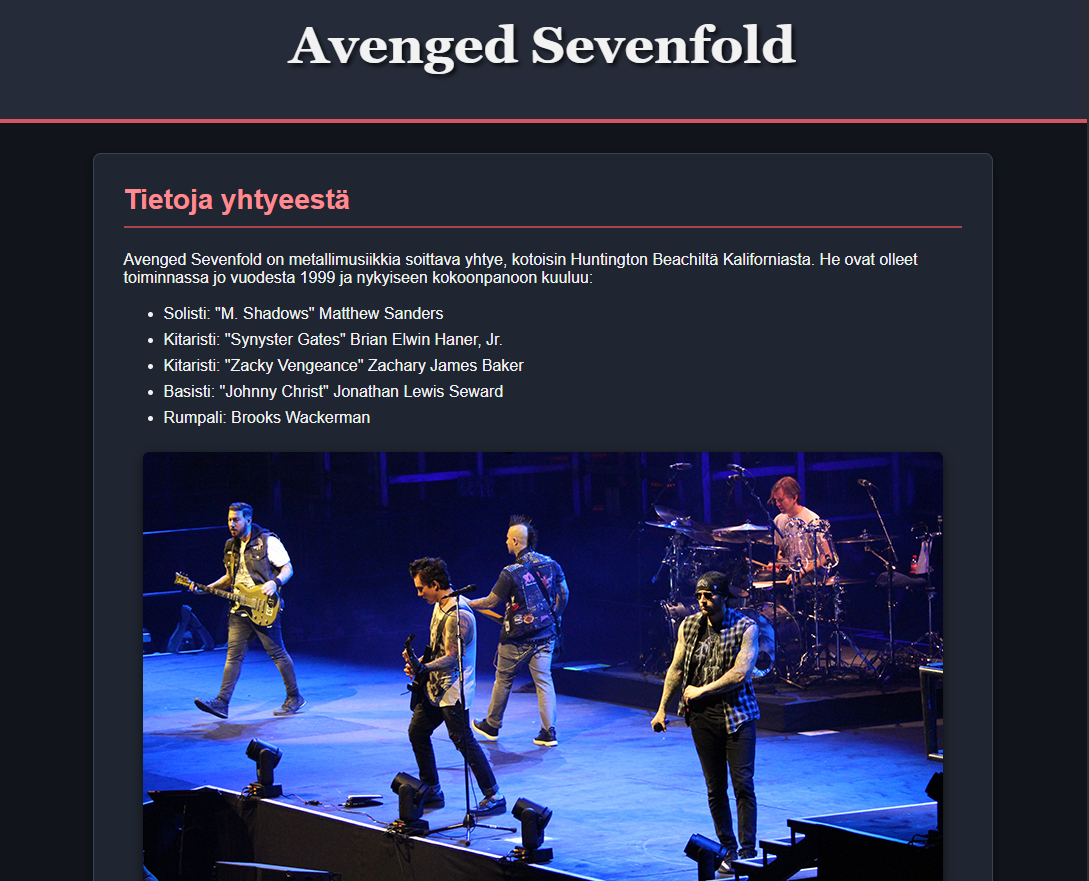 Avenged Sevenfold
Tietoja yhtyeestä
Avenged Sevenfold on metallimusiikkia soittava yhtye, kotoisin Huntington Beachiltä Kaliforniasta. He ovat olleet
toiminnassa jo vuodesta 1999 ja nykyiseen kokoonpanoon kuuluu:
• Solisti: "M. Shadows" Matthew Sanders
• Kitaristi: "Synyster Gates" Brian Elwin Haner, Jr.
• Kitaristi: "Zacky Vengeance" Zachary James Baker
• Basisti: "Johnny Christ" Jonathan Lewis Seward
• Rumpali: Brooks Wackerman